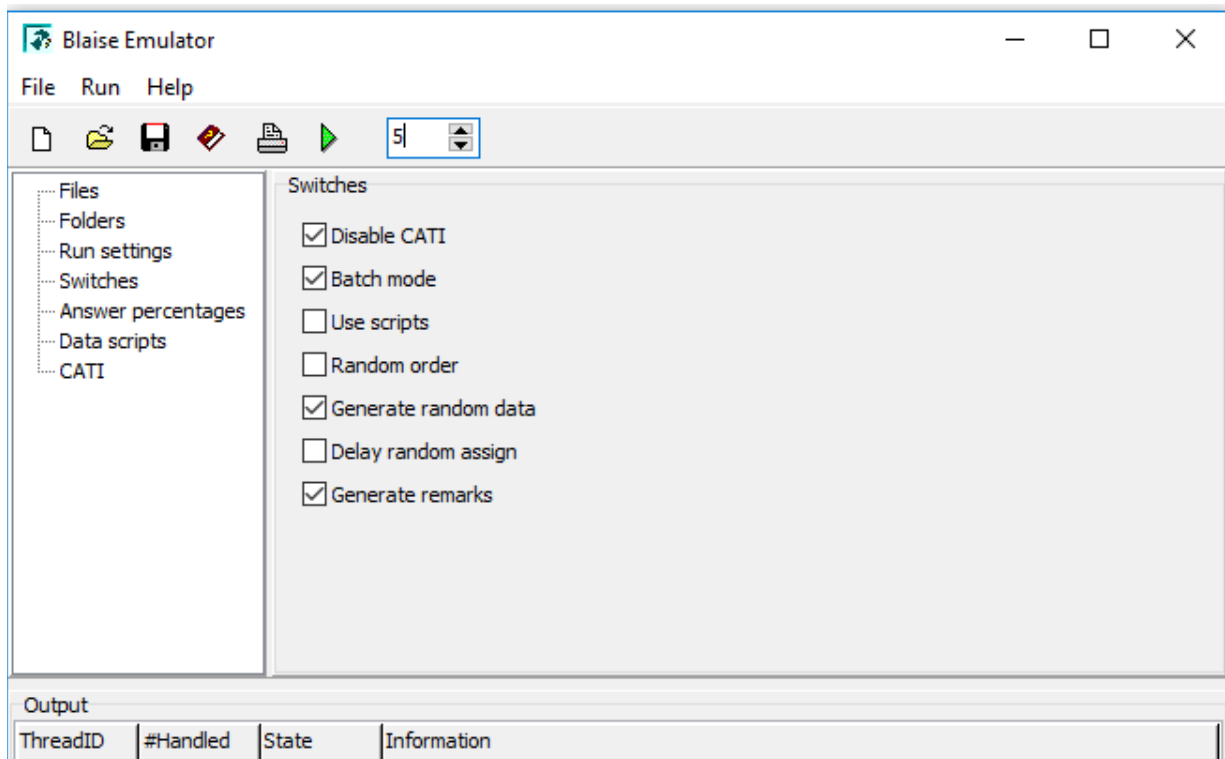 Blaise Emulator
File Run Help
5
Files
Folders
Run settings
Switches
Answer percentages
Data scripts
CATI
Switches
Disable CATI
Batch mode
Use scripts
Random order
Generate random data
Delay random assign
Generate remarks
Output
ThreadID #Handled State Information